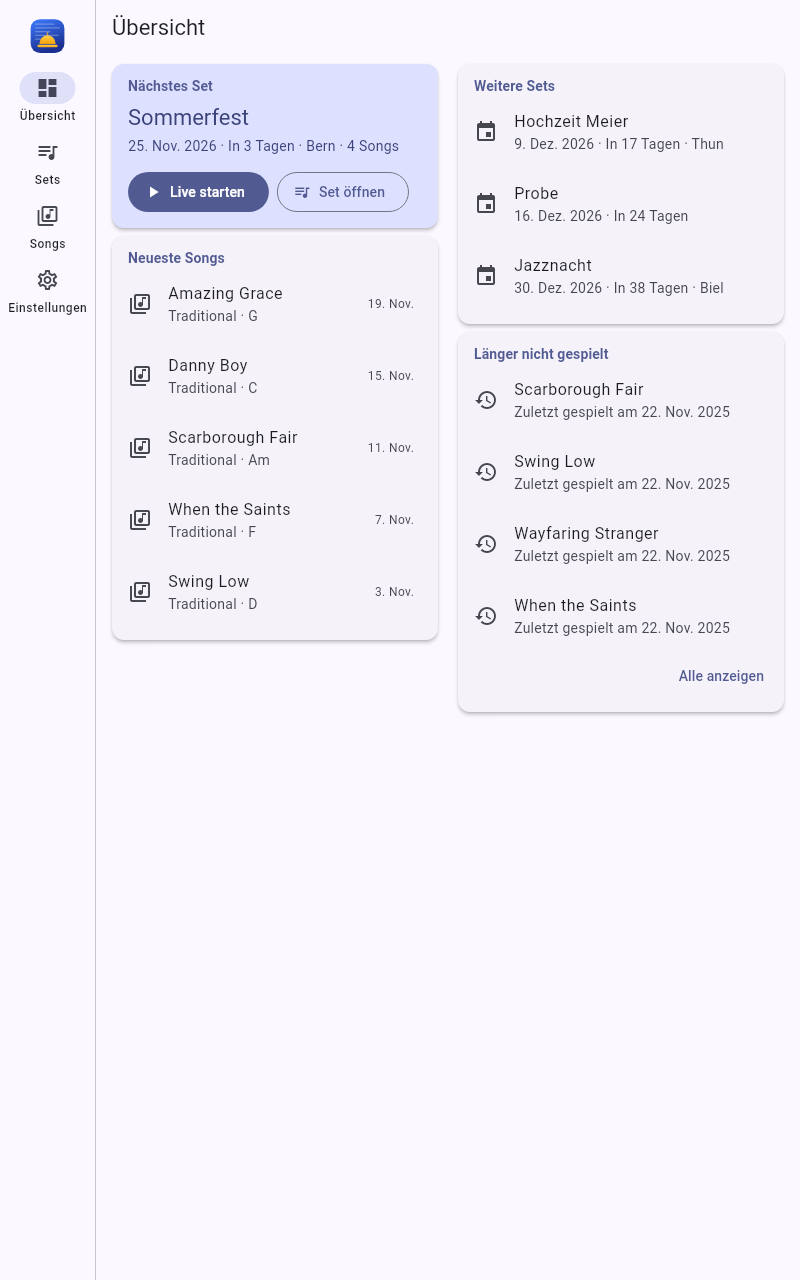 Übersicht
Übersicht
Sets
Songs
Einstellungen
Nächstes Set
Sommerfest
25. Nov. 2026 · In 3 Tagen · Bern · 4 Songs
Live starten
Set öffnen
Neueste Songs
Amazing Grace
Traditional · G
19. Nov.
Danny Boy
Traditional · C
15. Nov.
Scarborough Fair
Traditional · Am
11. Nov.
When the Saints
Traditional · F
7. Nov.
Swing Low
Traditional · D
3. Nov.
Weitere Sets
Hochzeit Meier
9. Dez. 2026 · In 17 Tagen · Thun
Probe
16. Dez. 2026 · In 24 Tagen
Jazznacht
30. Dez. 2026 · In 38 Tagen · Biel
Länger nicht gespielt
Scarborough Fair
Zuletzt gespielt am 22. Nov. 2025
Swing Low
Zuletzt gespielt am 22. Nov. 2025
Wayfaring Stranger
Zuletzt gespielt am 22. Nov. 2025
When the Saints
Zuletzt gespielt am 22. Nov. 2025
Alle anzeigen